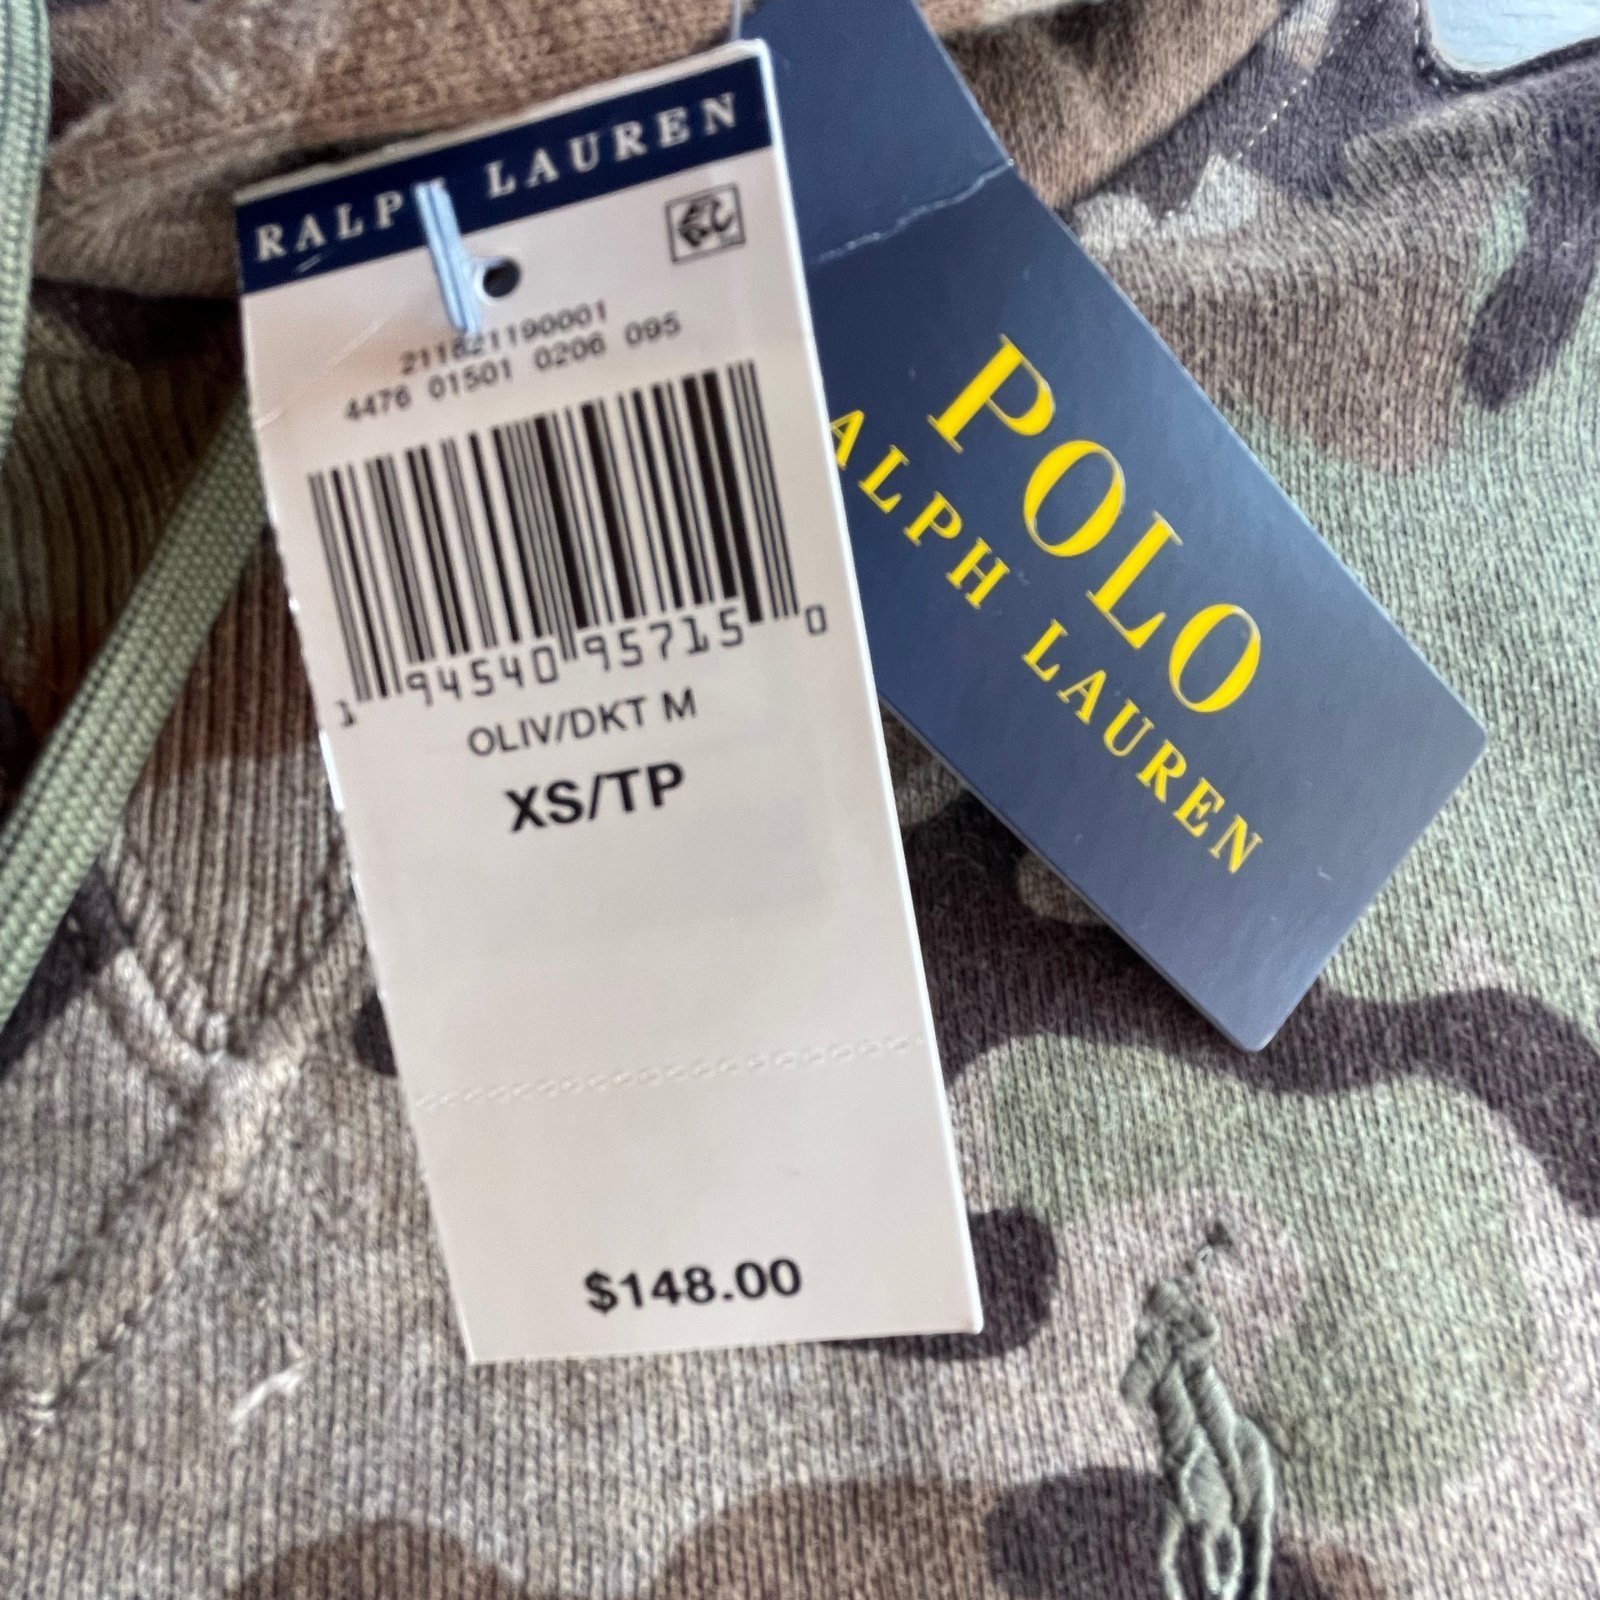 RALPH LAUREN
211821190001
4476 01501 0206 095
1 94540 95715 0
OLIV/DKT M
XS/TP
$148.00
POLO
ALPH LAUREN